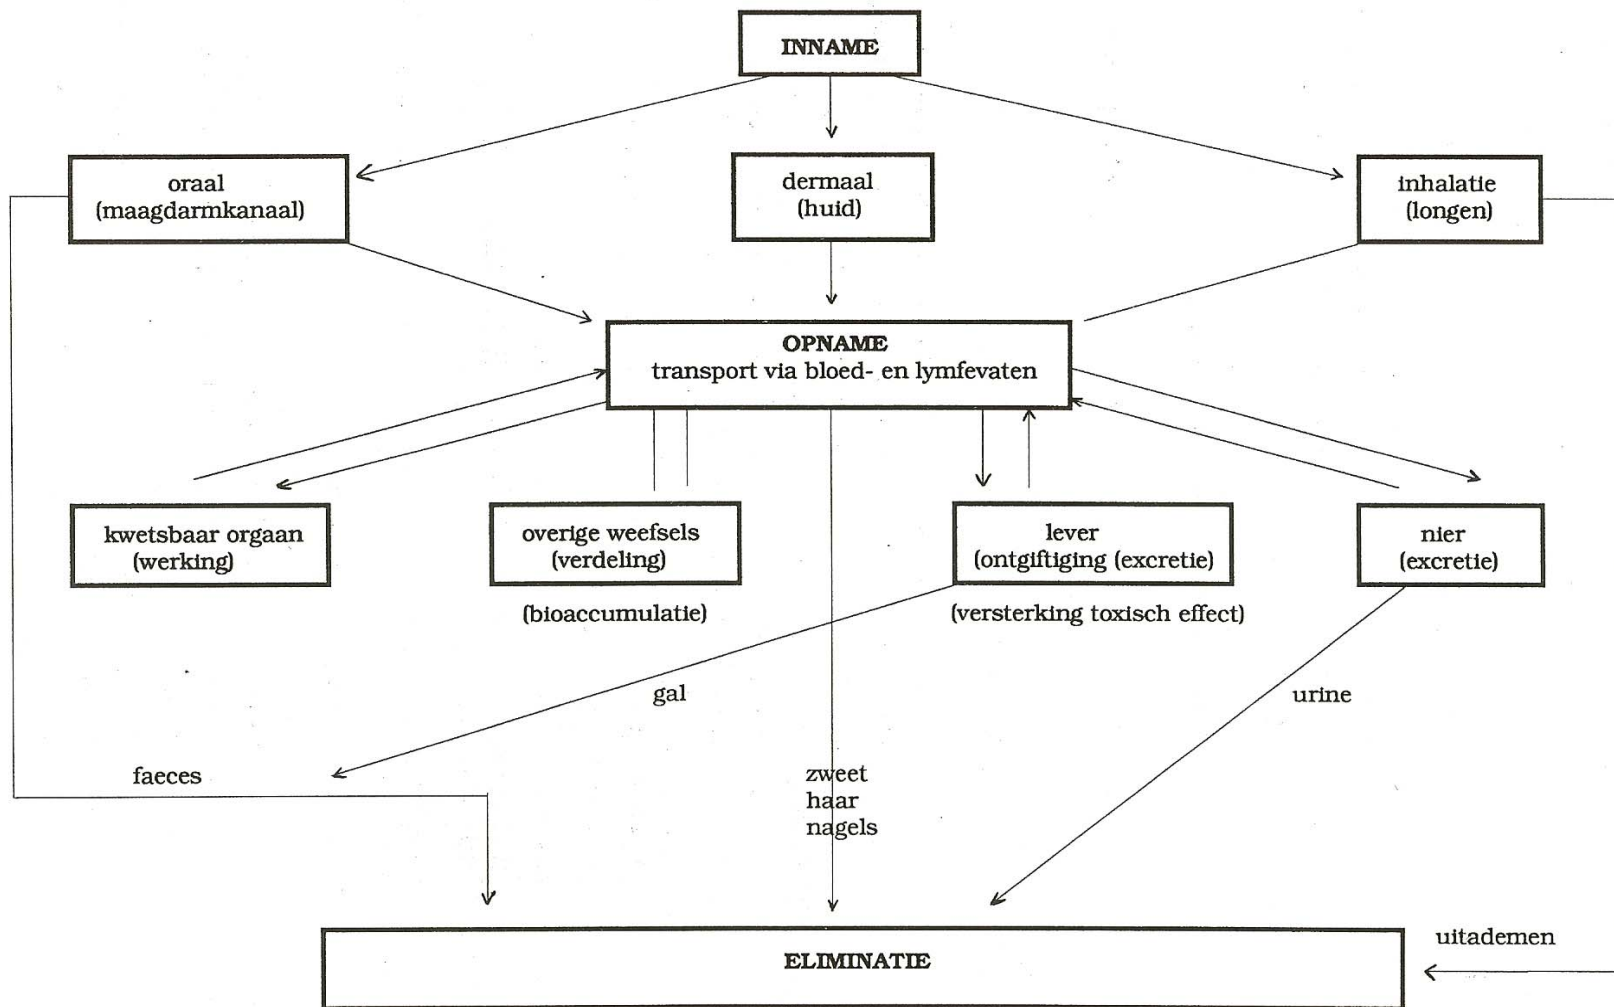 INNAME
oraal
(maagdarmkanaal)
dermaal
(huid)
inhalatie
(longen)
OPNAME
transport via bloed- en lymfevaten
kwetsbaar orgaan
(werking)
overige weefsels
(verdeling)
(bioaccumulatie)
lever
(ontgiftiging (excretie)
(versterking toxisch effect)
nier
(excretie)
gal
urine
faeces
zweet
haar
nagels
uitademen
ELIMINATIE